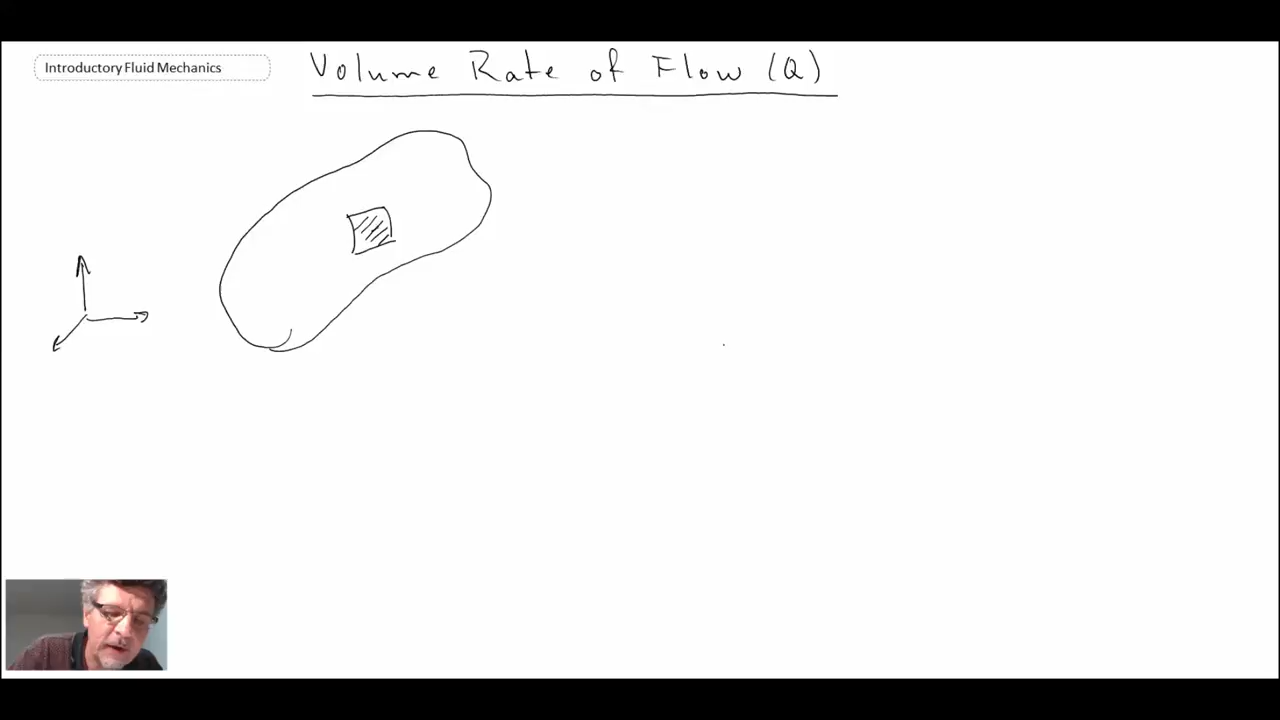 Introductory Fluid Mechanics
Volume Rate of Flow (Q)